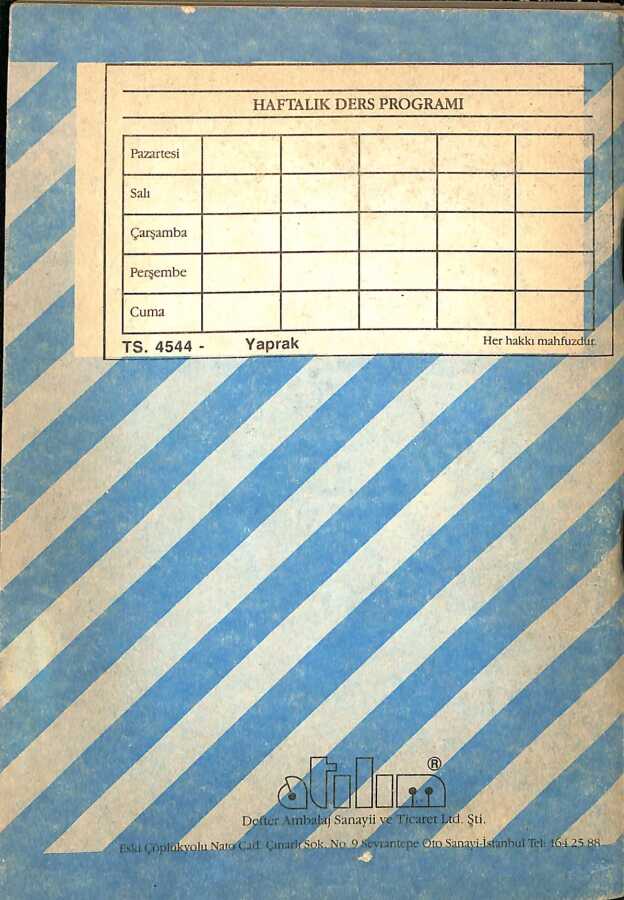 HAFTALIK DERS PROGRAMI
Pazartesi
Salı
Çarşamba
Perşembe
Cuma
TS. 4544 - Yaprak Her hakkı mahfuzdur.
atılım ®
Defter Ambalaj Sanayii ve Ticaret Ltd. Şti.
Eski Çöplükyolu Nato Cad. Çınarlı Sok. No. 9 Seyrantepe Oto Sanayi-İstanbul Tel: 164 25 88